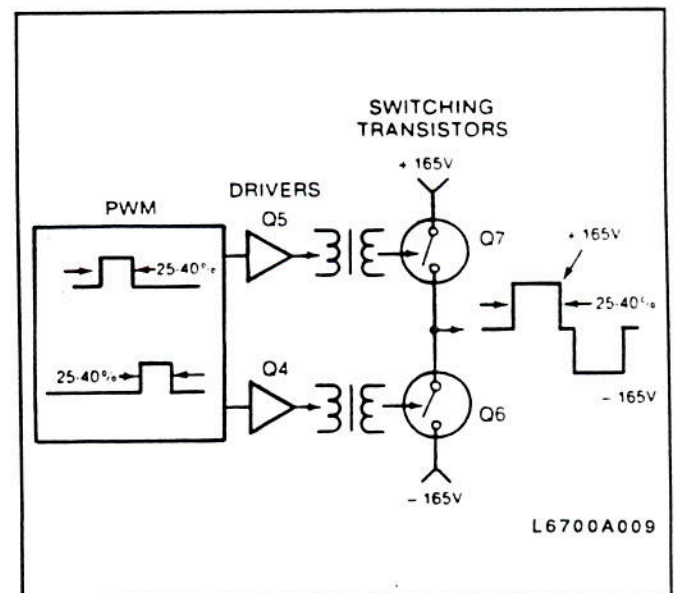 SWITCHING
TRANSISTORS
+ 165V
DRIVERS
PWM
Q5
Q7
25-40%
+ 165V
25-40%
25-40%
Q4
Q6
- 165V
- 165V
L6700A009